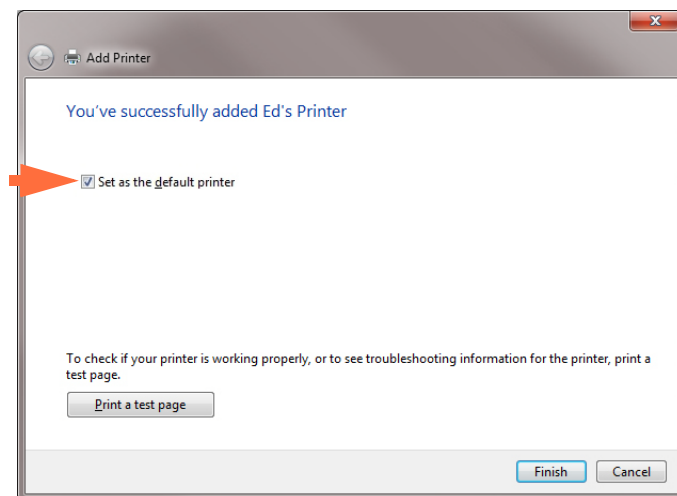 Add Printer
You've successfully added Ed's Printer
Set as the default printer
To check if your printer is working properly, or to see troubleshooting information for the printer, print a
test page.
Print a test page
Finish Cancel